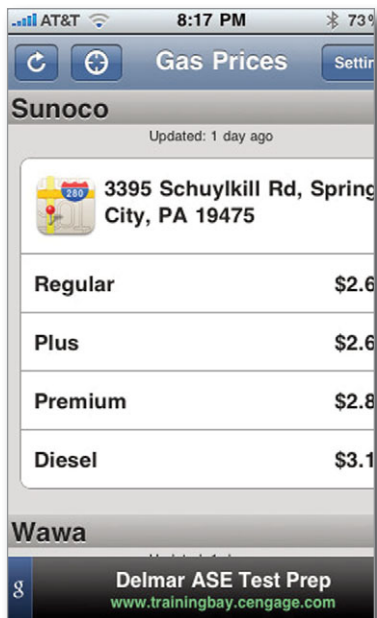 AT&T 8:17 PM 73%
Gas Prices
Sunoco
Updated: 1 day ago
280
3395 Schuylkill Rd, Spring
City, PA 19475
Regular $2.6
Plus $2.6
Premium $2.8
Diesel $3.1
Wawa
g
Delmar ASE Test Prep
www.trainingbay.cengage.com